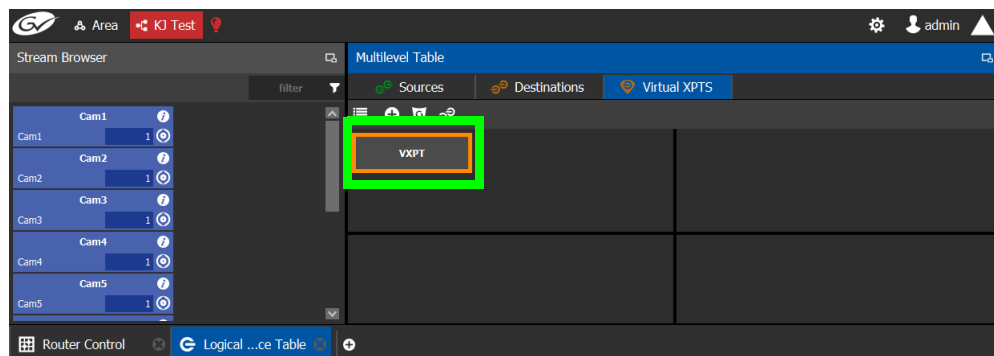 GV Area KJ Test admin
Stream Browser
Multilevel Table
filter
Sources Destinations Virtual XPTS
Cam1
Cam1 1
Cam2
Cam2 1
Cam3
Cam3 1
Cam4
Cam4 1
Cam5
Cam5 1
VXPT
Router Control Logical ...ce Table